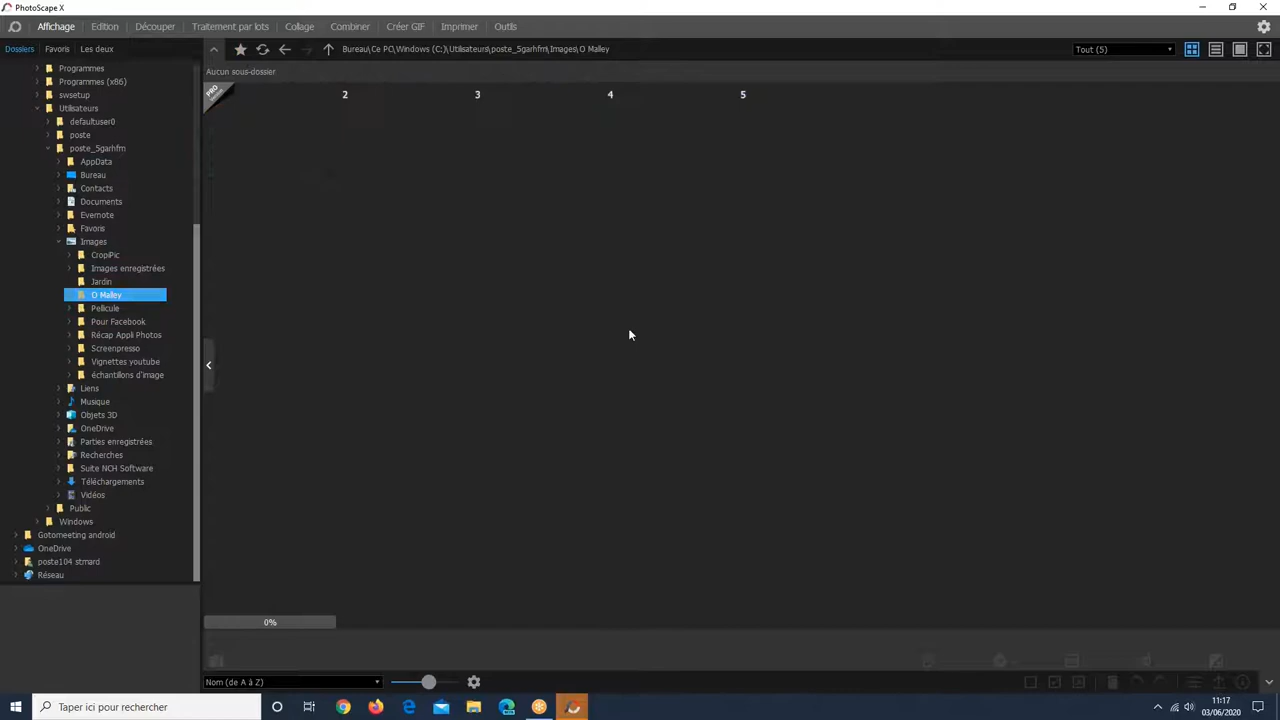 PhotoScape X
Affichage Edition Découper Traitement par lots Collage Combiner Créer GIF Imprimer Outils
Dossiers Favoris Les deux
Bureau\Ce PC\Windows (C:)\Utilisateurs\poste_5garhfm\Images\O Malley
Tout (5)
Aucun sous-dossier
PRO
2 3 4 5
Programmes
Programmes (x86)
swsetup
Utilisateurs
defaultuser0
poste
poste_5garhfm
AppData
Bureau
Contacts
Documents
Evernote
Favoris
Images
CropiPic
Images enregistrées
Jardin
O Malley
Pellicule
Pour Facebook
Récap Appli Photos
Screenpresso
Vignettes youtube
échantillons d'image
Liens
Musique
Objets 3D
OneDrive
Parties enregistrées
Recherches
Suite NCH Software
Téléchargements
Vidéos
Public
Windows
Gotomeeting android
OneDrive
poste104 stmard
Réseau
0%
Nom (de A à Z)
Taper ici pour rechercher
11:17
03/06/2020